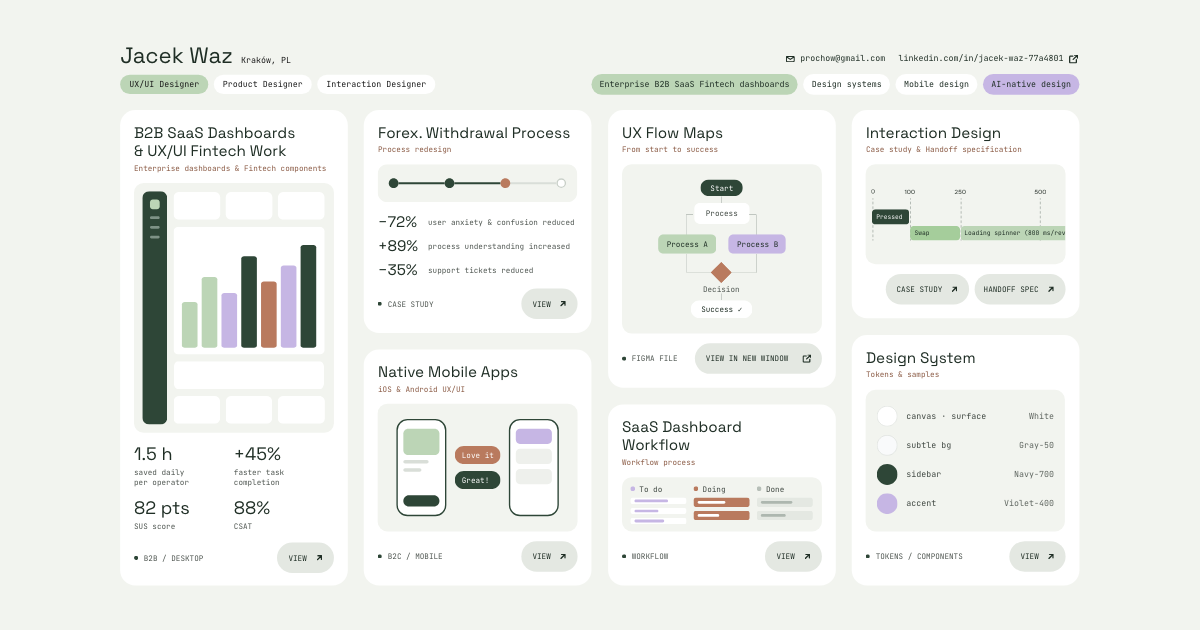 Jacek Waz Kraków, PL
prochow@gmail.com linkedin.com/in/jacek-waz-77a4801
UX/UI Designer Product Designer Interaction Designer
Enterprise B2B SaaS Fintech dashboards Design systems Mobile design AI-native design
B2B SaaS Dashboards
& UX/UI Fintech Work
Enterprise dashboards & Fintech components
1.5 h
saved daily
per operator
+45%
faster task
completion
82 pts
SUS score
88%
CSAT
B2B / DESKTOP
VIEW
Forex. Withdrawal Process
Process redesign
−72% user anxiety & confusion reduced
+89% process understanding increased
−35% support tickets reduced
CASE STUDY
VIEW
Native Mobile Apps
iOS & Android UX/UI
Love it
Great!
B2C / MOBILE
VIEW
UX Flow Maps
From start to success
Start
Process
Process A Process B
Decision
Success ✓
FIGMA FILE
VIEW IN NEW WINDOW
SaaS Dashboard
Workflow
Workflow process
To do Doing Done
WORKFLOW
VIEW
Interaction Design
Case study & Handoff specification
0 100 250 500
Pressed
Swap Loading spinner (800 ms/rev
CASE STUDY HANDOFF SPEC
Design System
Tokens & samples
canvas · surface White
subtle bg Gray-50
sidebar Navy-700
accent Violet-400
TOKENS / COMPONENTS
VIEW